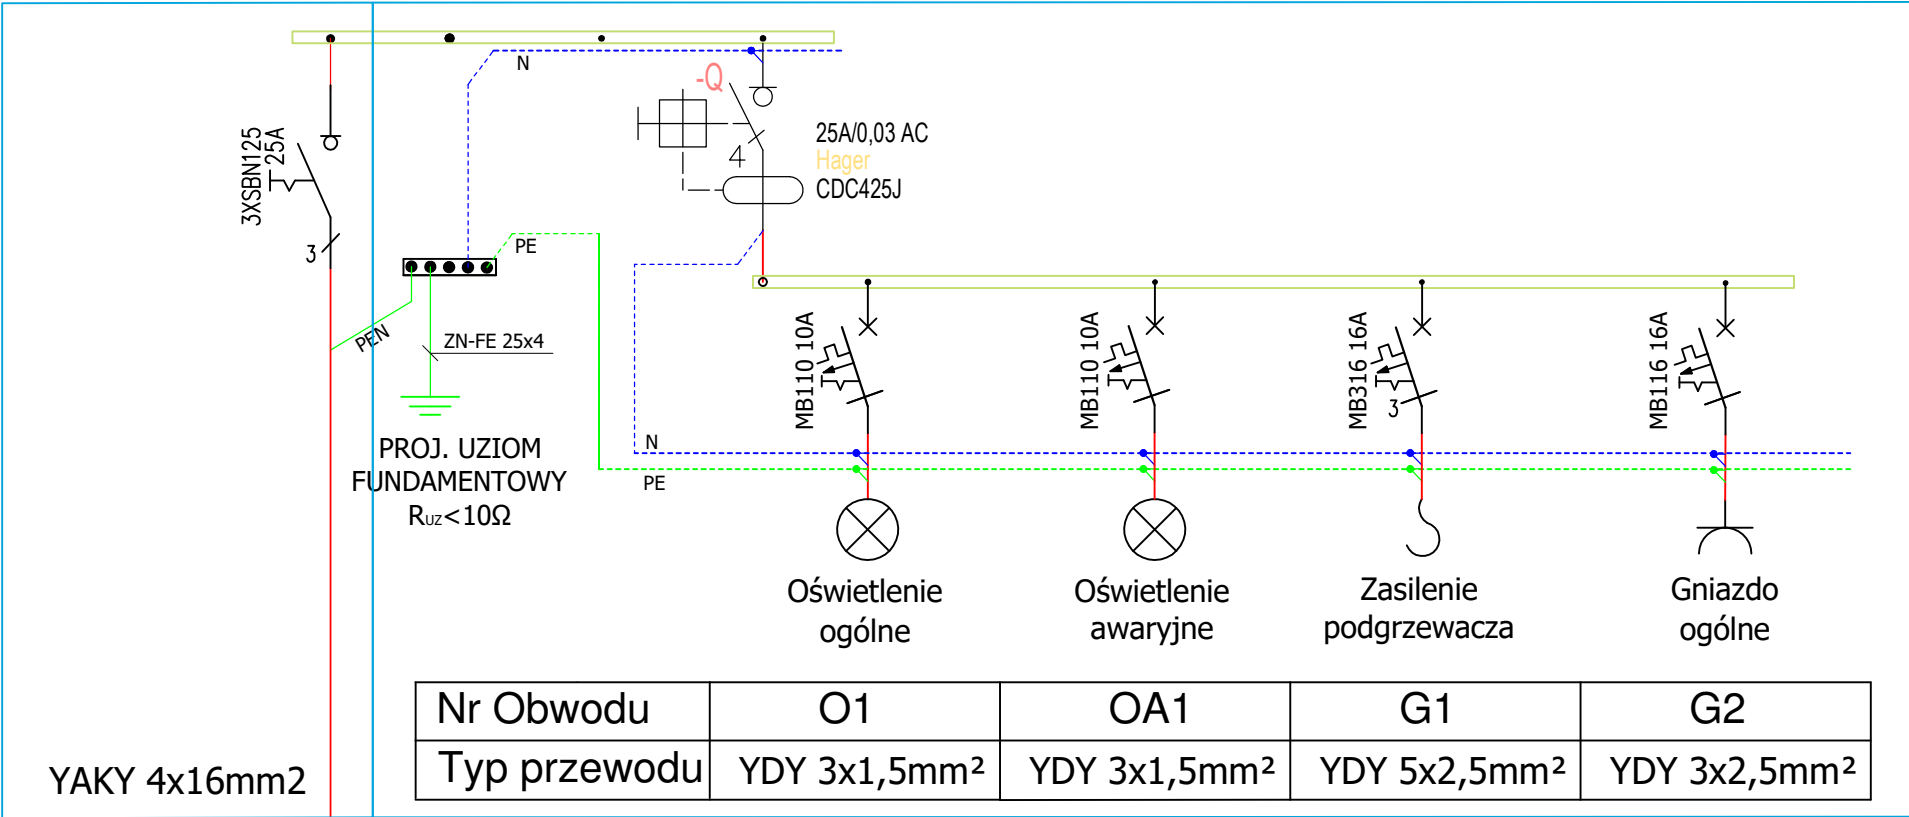 N
-Q
25A/0,03 AC
Hager
CDC425J
4
3XSBN125
25A
3
PE
PEN
ZN-FE 25x4
PROJ. UZIOM
FUNDAMENTOWY
RUZ<10Ω
MB110 10A
MB110 10A
MB316 16A
3
MB116 16A
N
PE
Oświetlenie
ogólne
Oświetlenie
awaryjne
Zasilenie
podgrzewacza
Gniazdo
ogólne
Nr Obwodu O1 OA1 G1 G2
Typ przewodu YDY 3x1,5mm² YDY 3x1,5mm² YDY 5x2,5mm² YDY 3x2,5mm²
YAKY 4x16mm2